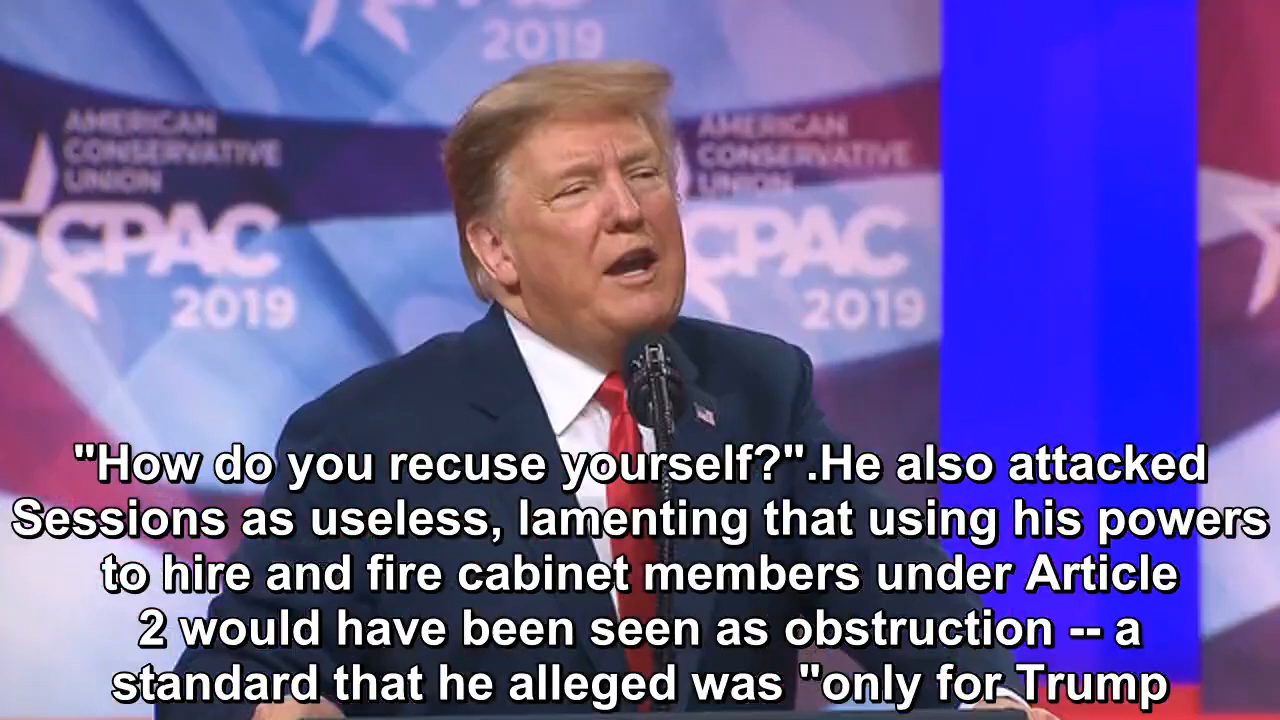 2019
AMERICAN
CONSERVATIVE
UNION
CPAC
2019
AMERICAN
CONSERVATIVE
UNION
CPAC
2019
"How do you recuse yourself?".He also attacked
Sessions as useless, lamenting that using his powers
to hire and fire cabinet members under Article
2 would have been seen as obstruction -- a
standard that he alleged was "only for Trump